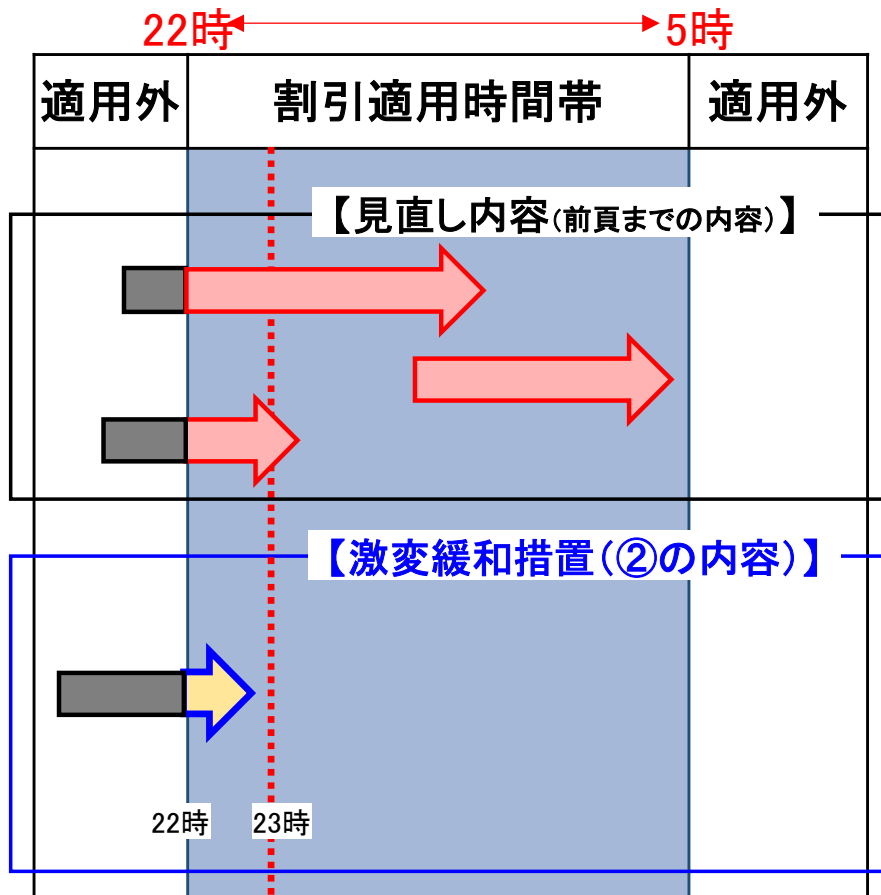 22時 5時
適用外 割引適用時間帯 適用外
【見直し内容(前頁までの内容)】
【激変緩和措置(②の内容)】
22時 23時